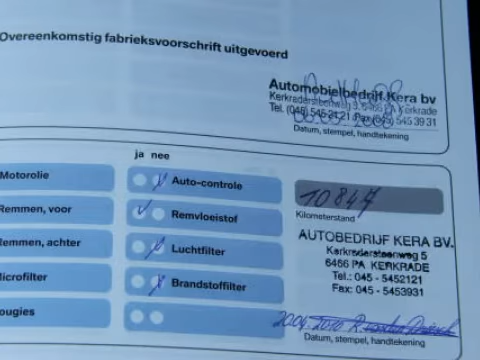 Overeenkomstig fabrieksvoorschrift uitgevoerd
Automobielbedrijf Kera bv
Kerkradersteenweg 5, 6466 PA Kerkrade
Tel. (045) 545 21 21 Fax (045) 545 39 31
Datum, stempel, handtekening
ja nee
Motorolie
Auto-controle
10847
Kilometerstand
Remmen, voor
Remvloeistof
AUTOBEDRIJF KERA BV.
Kerkradersteenweg 5
6466 PA KERKRADE
Tel.: 045 - 5452121
Fax: 045 - 5453931
Remmen, achter
Luchtfilter
Microfilter
Brandstoffilter
ougies
Datum, stempel, handtekening